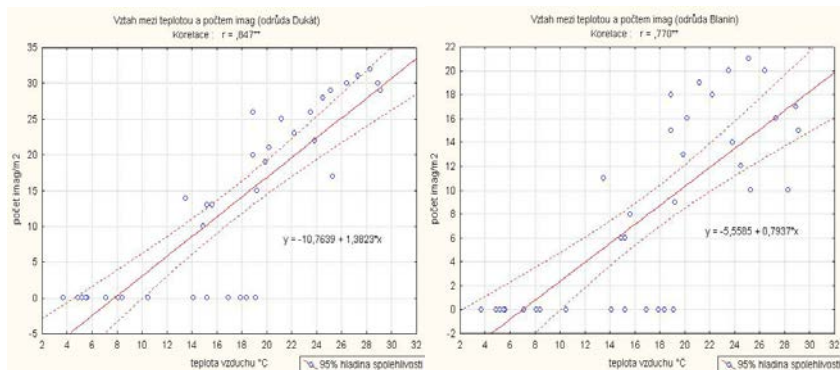 Vztah mezi teplotou a počtem imag (odrůda Dukát)
Korelace : r = ,847**
35
30
25
20
15
10
5
0
-5
počet imag/m2
y = -10,7639 + 1,3823*x
2 4 6 8 10 12 14 16 18 20 22 24 26 28 30 32
teplota vzduchu °C
95% hladina spolehlivosti
Vztah mezi teplotou a počtem imag (odrůda Blanin)
Korelace : r = ,770**
22
20
18
16
14
12
10
8
6
4
2
0
-2
počet imag/m2
y = -5,5585 + 0,7937*x
2 4 6 8 10 12 14 16 18 20 22 24 26 28 30 32
teplota vzduchu °C
95% hladina spolehlivosti